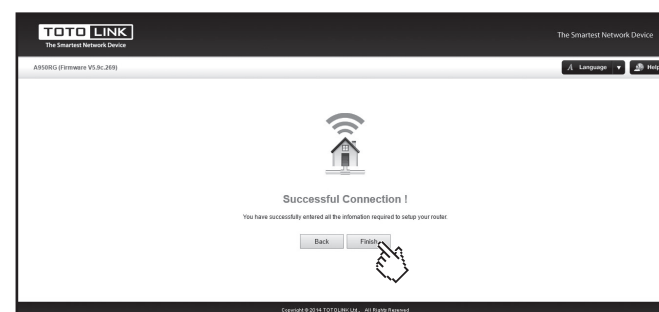 TOTO LINK
The Smartest Network Device
The Smartest Network Device
A950RG (Firmware V5.9c.269)
A Language
Help
Successful Connection !
You have successfully entered all the infomation required to setup your router.
Back Finish
Copyright © 2014 TOTOLINK Ltd., All Rights Reserved